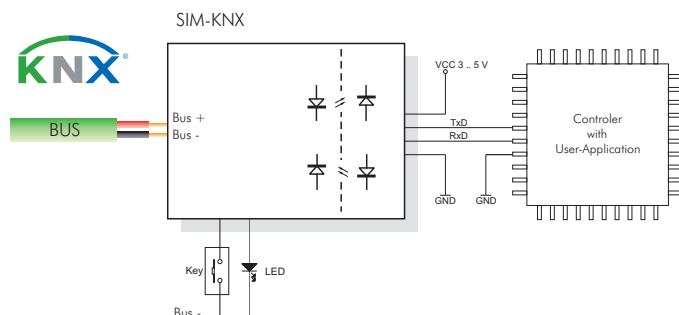 SIM-KNX
KNX®
VCC 3 .. 5 V
Bus +
BUS
Bus -
TxD
RxD
Controler
with
User-Application
GND
GND
Key
LED
Bus -